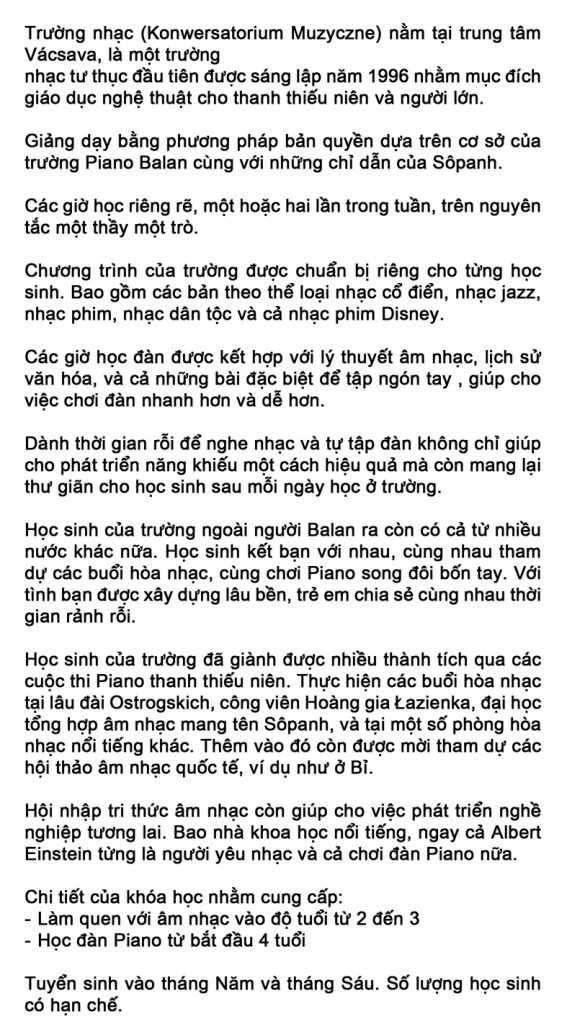 Trường nhạc (Konwersatorium Muzyczne) nằm tại trung tâm
Vácsava, là một trường
nhạc tư thục đầu tiên được sáng lập năm 1996 nhằm mục đích
giáo dục nghệ thuật cho thanh thiếu niên và người lớn.
Giảng dạy bằng phương pháp bản quyền dựa trên cơ sở của
trường Piano Balan cùng với những chỉ dẫn của Sôpanh.
Các giờ học riêng rẽ, một hoặc hai lần trong tuần, trên nguyên
tắc một thầy một trò.
Chương trình của trường được chuẩn bị riêng cho từng học
sinh. Bao gồm các bản theo thể loại nhạc cổ điển, nhạc jazz,
nhạc phim, nhạc dân tộc và cả nhạc phim Disney.
Các giờ học đàn được kết hợp với lý thuyết âm nhạc, lịch sử
văn hóa, và cả những bài đặc biệt để tập ngón tay , giúp cho
việc chơi đàn nhanh hơn và dễ hơn.
Dành thời gian rỗi để nghe nhạc và tự tập đàn không chỉ giúp
cho phát triển năng khiếu một cách hiệu quả mà còn mang lại
thư giãn cho học sinh sau mỗi ngày học ở trường.
Học sinh của trường ngoài người Balan ra còn có cả từ nhiều
nước khác nữa. Học sinh kết bạn với nhau, cùng nhau tham
dự các buổi hòa nhạc, cùng chơi Piano song đôi bốn tay. Với
tình bạn được xây dựng lâu bền, trẻ em chia sẻ cùng nhau thời
gian rảnh rỗi.
Học sinh của trường đã giành được nhiều thành tích qua các
cuộc thi Piano thanh thiếu niên. Thực hiện các buổi hòa nhạc
tại lâu đài Ostrogskich, công viên Hoàng gia Łazienka, đại học
tổng hợp âm nhạc mang tên Sôpanh, và tại một số phòng hòa
nhạc nổi tiếng khác. Thêm vào đó còn được mời tham dự các
hội thảo âm nhạc quốc tế, ví dụ như ở Bỉ.
Hội nhập tri thức âm nhạc còn giúp cho việc phát triển nghề
nghiệp tương lai. Bao nhà khoa học nổi tiếng, ngay cả Albert
Einstein từng là người yêu nhạc và cả chơi đàn Piano nữa.
Chi tiết của khóa học nhằm cung cấp:
- Làm quen với âm nhạc vào độ tuổi từ 2 đến 3
- Học đàn Piano từ bắt đầu 4 tuổi
Tuyển sinh vào tháng Năm và tháng Sáu. Số lượng học sinh
có hạn chế.